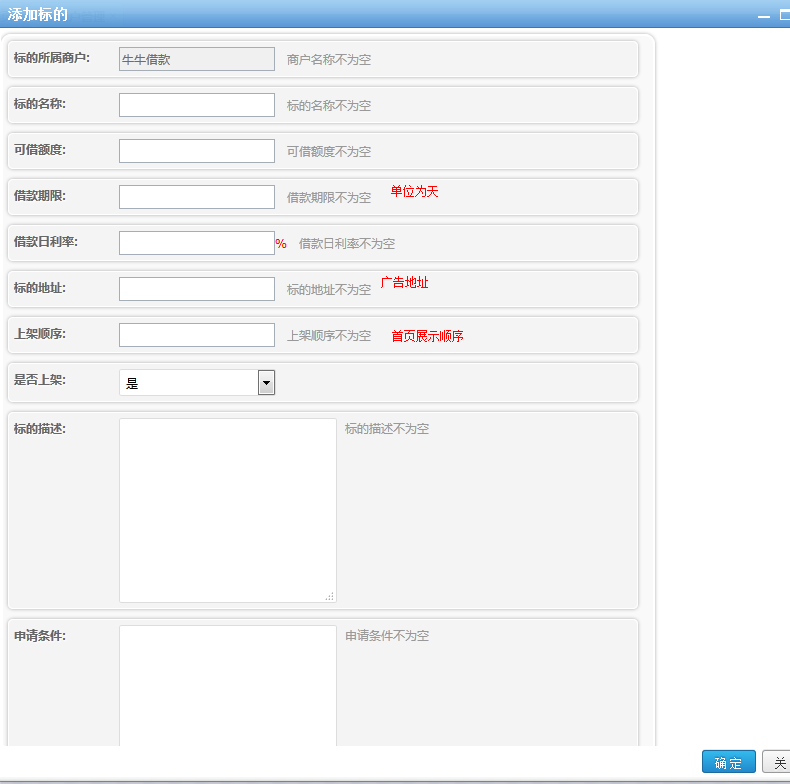 添加标的
标的所属商户: 牛牛借款 商户名称不为空
标的名称: 标的名称不为空
可借额度: 可借额度不为空
借款期限: 借款期限不为空 单位为天
借款日利率: % 借款日利率不为空
标的地址: 标的地址不为空 广告地址
上架顺序: 上架顺序不为空 首页展示顺序
是否上架: 是
标的描述: 标的描述不为空
申请条件: 申请条件不为空
确定 关